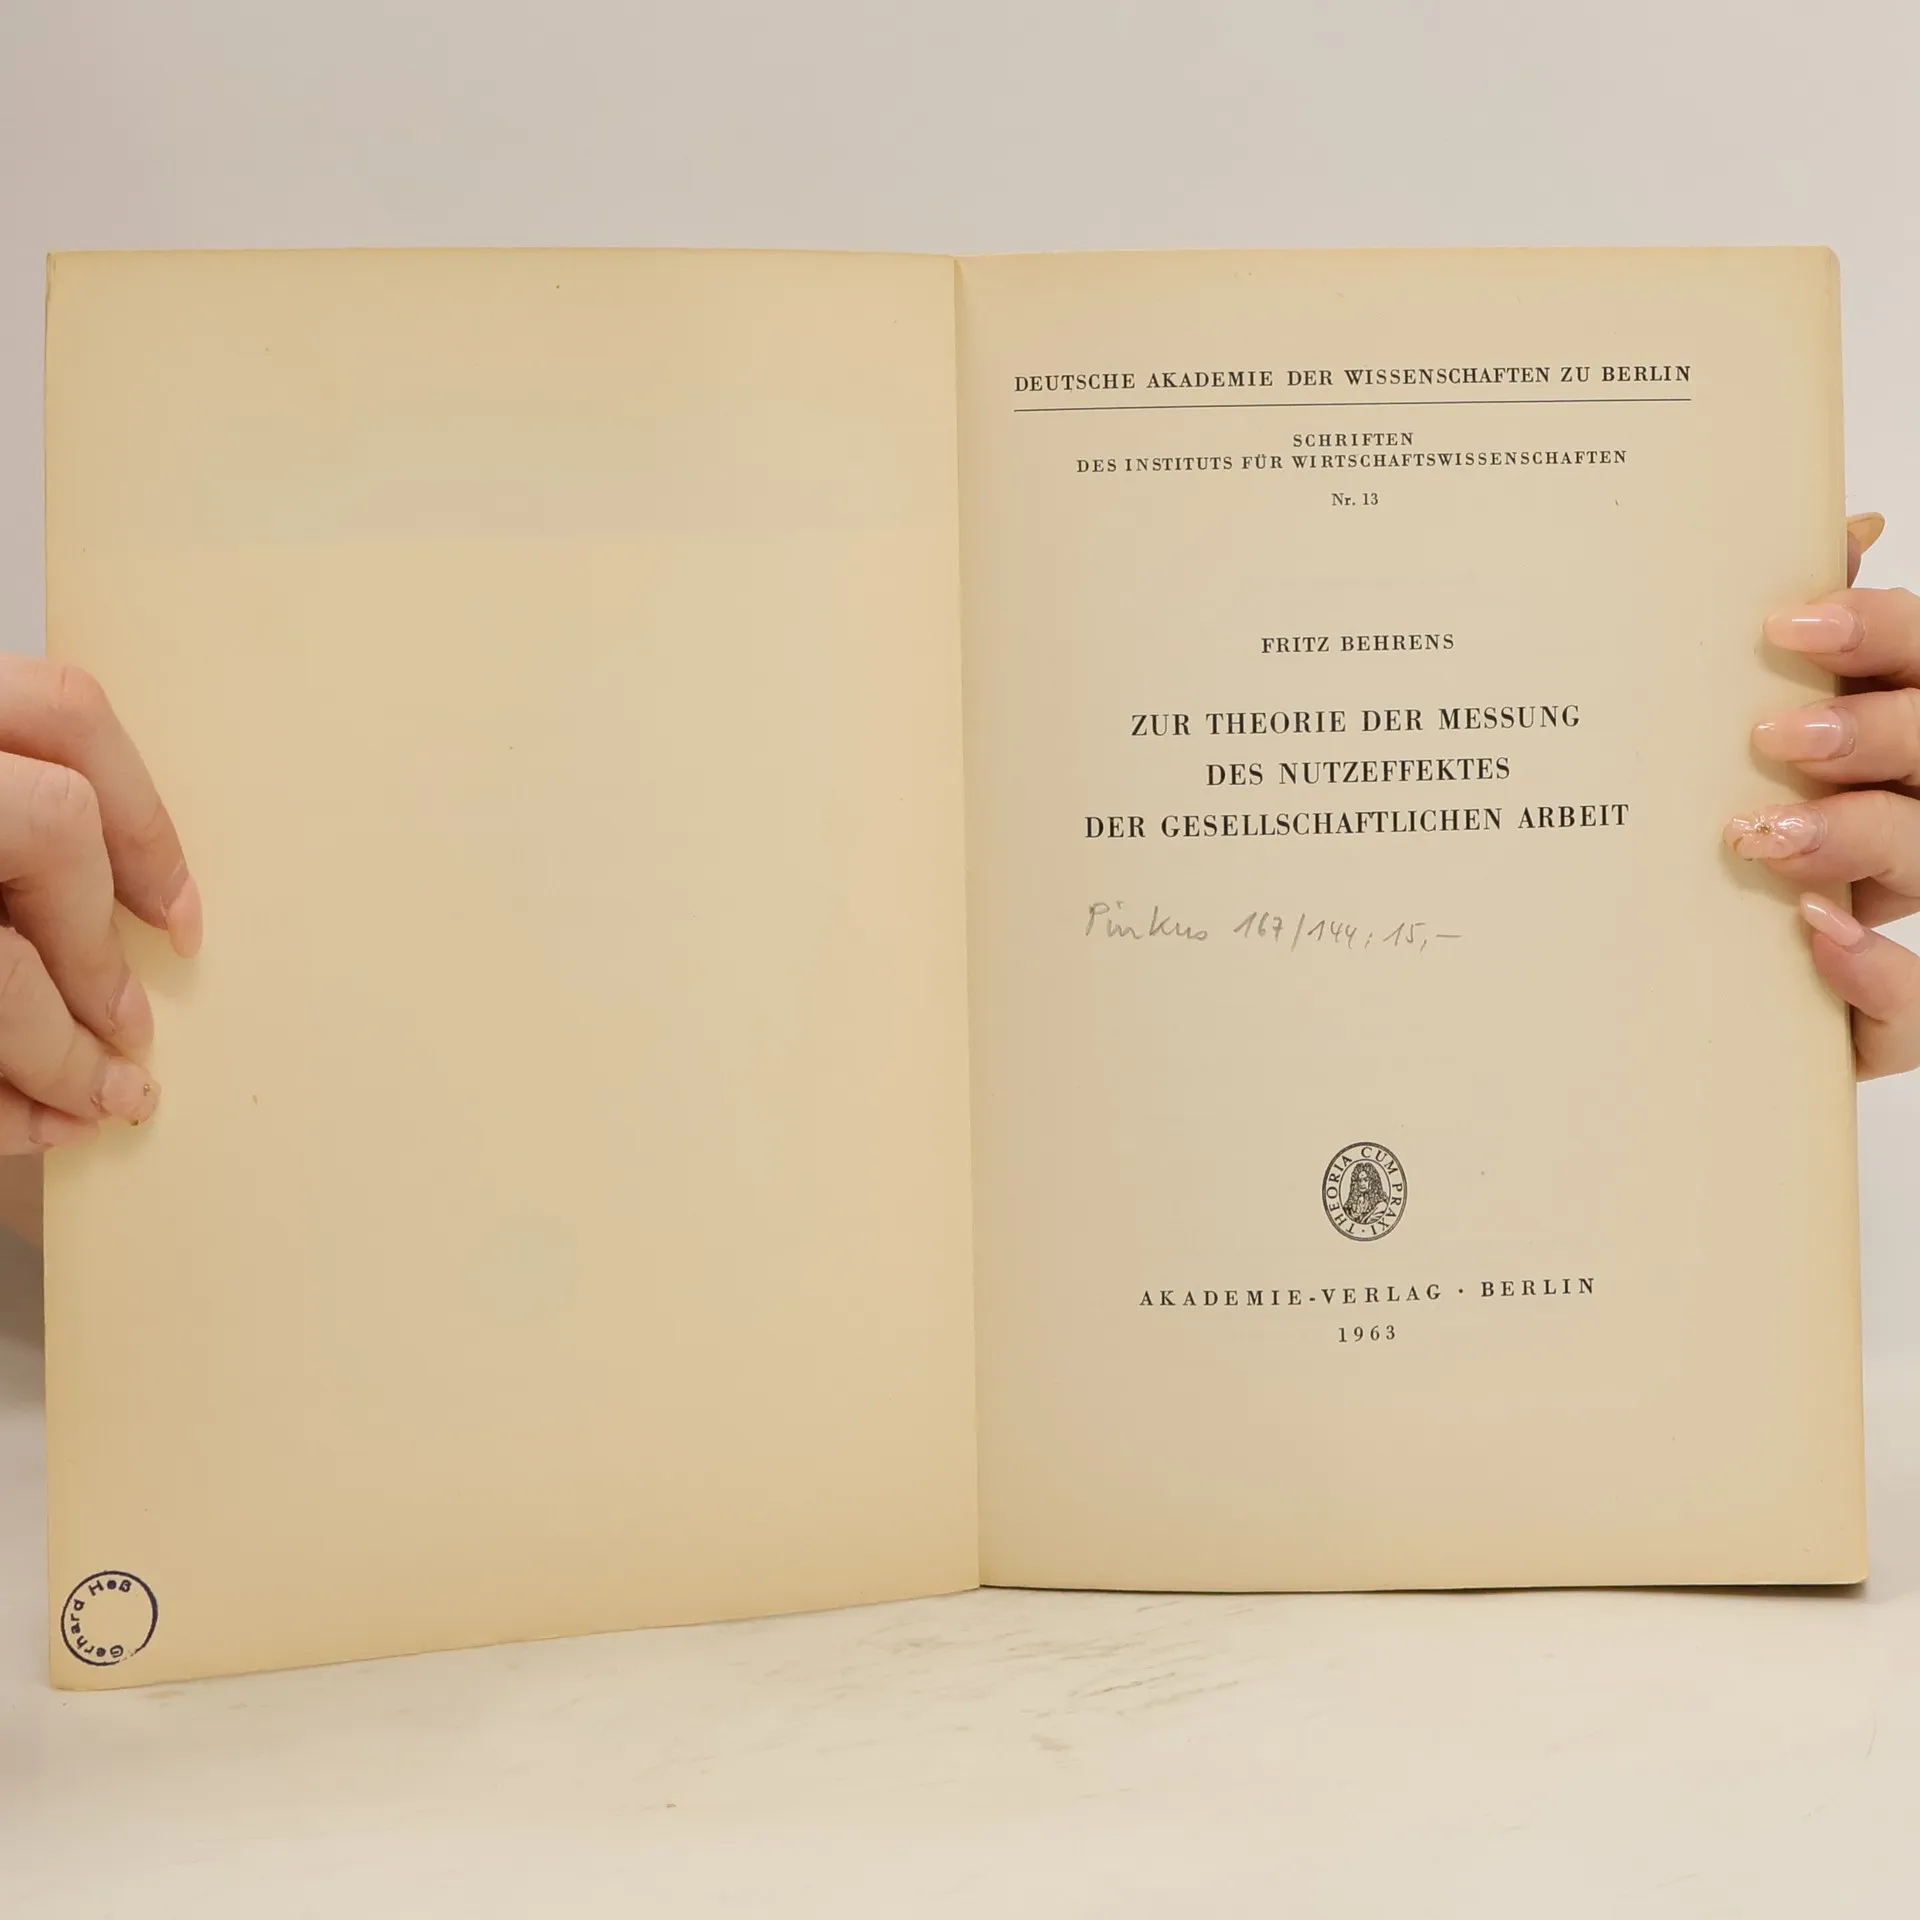 DEUTSCHE AKADEMIE DER WISSENSCHAFTEN ZU BERLIN
SCHRIFTEN
DES INSTITUTS FÜR WIRTSCHAFTSWISSENSCHAFTEN
Nr. 13
FRITZ BEHRENS
ZUR THEORIE DER MESSUNG
DES NUTZEFFEKTES
DER GESELLSCHAFTLICHEN ARBEIT
Pinkus 167/144; 15,—
THEORIA CUM PRAXI ·
AKADEMIE-VERLAG · BERLIN
1963
Gerhard Heß